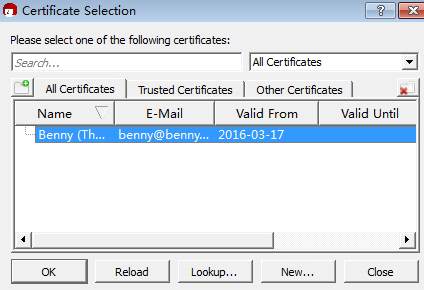 Certificate Selection
Please select one of the following certificates:
Search...
All Certificates
All Certificates
Trusted Certificates
Other Certificates
Name
E-Mail
Valid From
Valid Until
Benny (Th...
benny@benny...
2016-03-17
OK
Reload
Lookup...
New...
Close